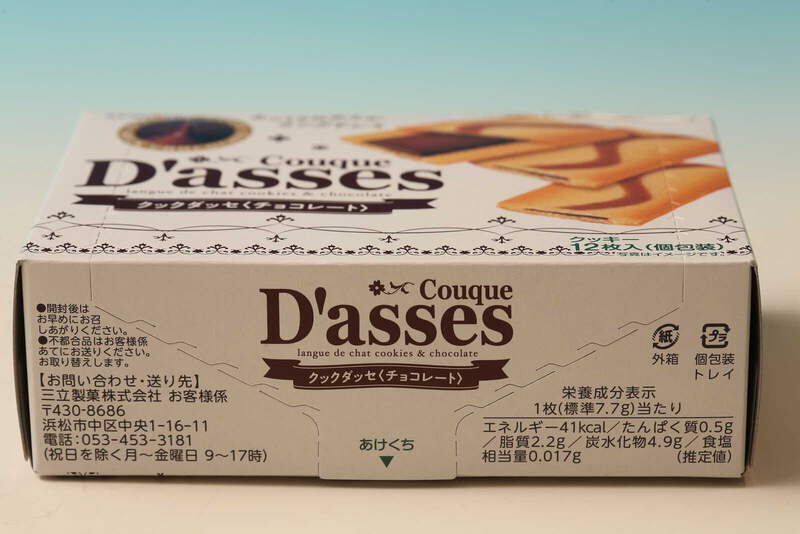 Couque
D'asses
langue de chat cookies & chocolate
クックダッセ〈チョコレート〉
クッキー
12枚入（個包装）
写真はイメージです。
●開封後は
お早めにお召
しあがりください。
●不都合品はお客様係
あてにお送りください。
お取り替えします。
【お問い合わせ・送り先】
三立製菓株式会社 お客様係
〒430-8686
浜松市中区中央1-16-11
電話：053-453-3181
(祝日を除く月〜金曜日 9〜17時)
Couque
D'asses
langue de chat cookies & chocolate
クックダッセ〈チョコレート〉
あけくち
紙
外箱
プラ
個包装
トレイ
栄養成分表示
1枚(標準7.7g)当たり
エネルギー41kcal／たんぱく質0.5g
／脂質2.2g／炭水化物4.9g／食塩
相当量0.017g （推定値）